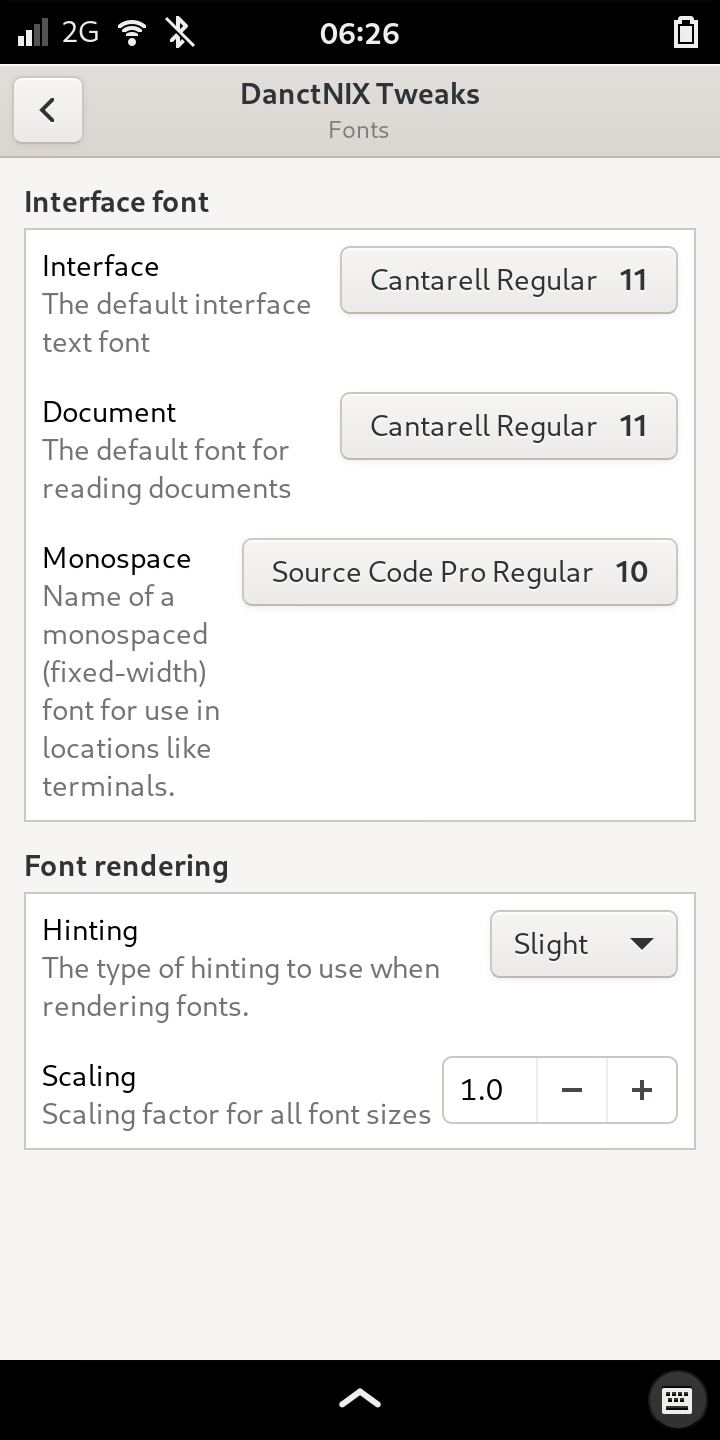 2G 06:26
DanctNIX Tweaks
Fonts
Interface font
Interface
The default interface
text font
Cantarell Regular 11
Document
The default font for
reading documents
Cantarell Regular 11
Monospace
Name of a
monospaced
(fixed-width)
font for use in
locations like
terminals.
Source Code Pro Regular 10
Font rendering
Hinting
The type of hinting to use when
rendering fonts.
Slight
Scaling
Scaling factor for all font sizes
1.0 − +